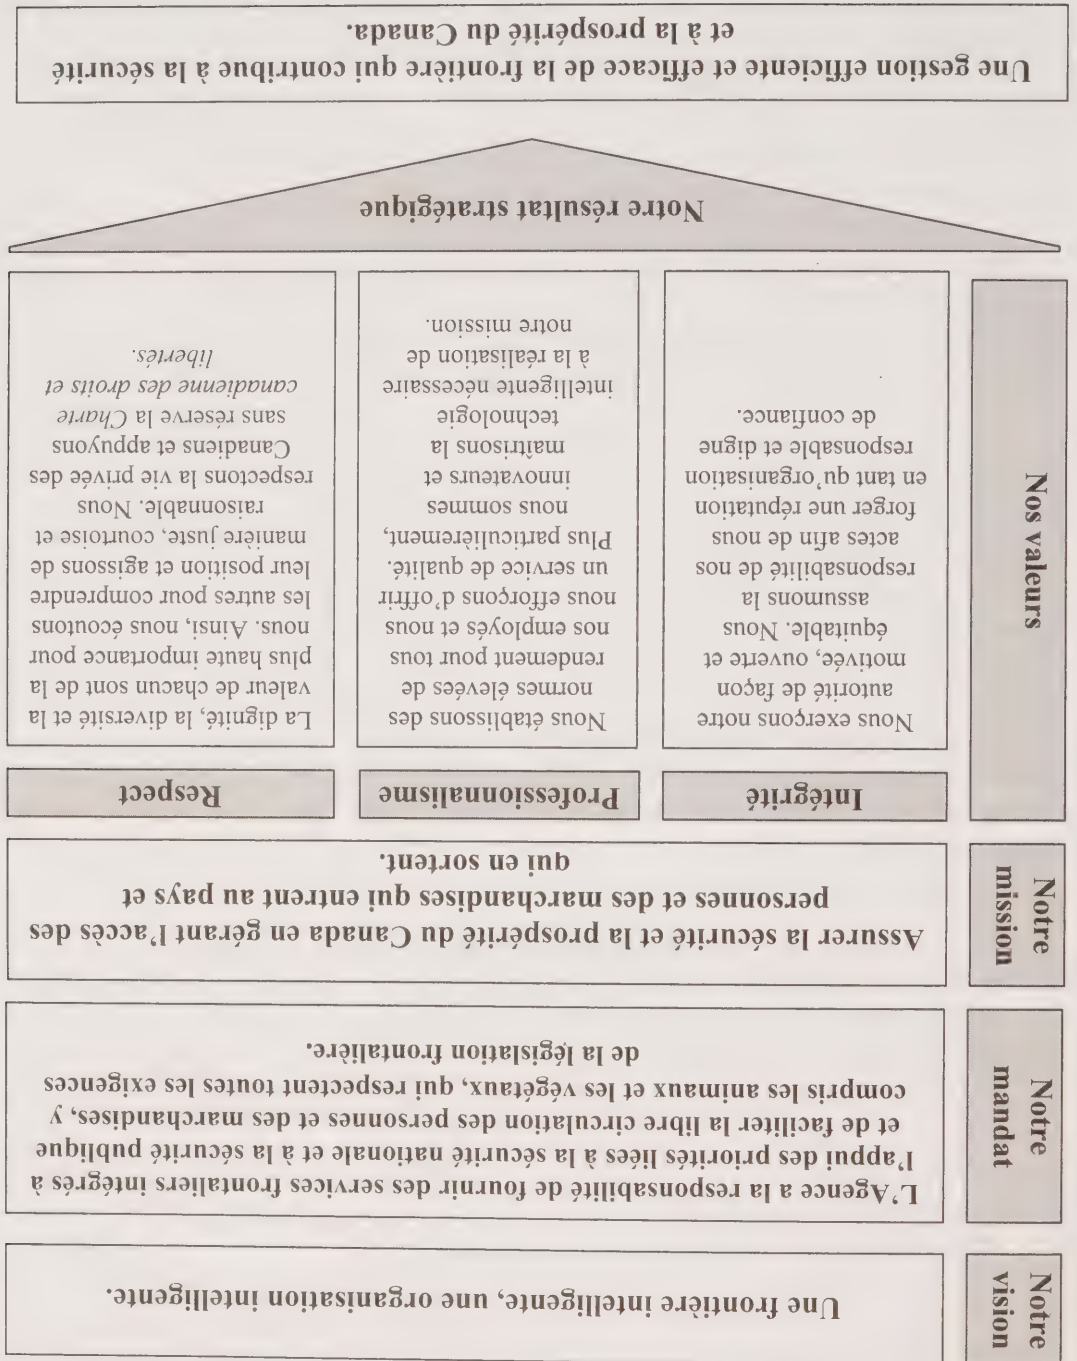 Notre
vision
Une frontière intelligente, une organisation intelligente.
Notre
mandat
L'Agence a la responsabilité de fournir des services frontaliers intégrés à
l'appui des priorités liées à la sécurité nationale et à la sécurité publique
et de faciliter la libre circulation des personnes et des marchandises, y
compris les animaux et les végétaux, qui respectent toutes les exigences
de la législation frontalière.
Notre
mission
Assurer la sécurité et la prospérité du Canada en gérant l'accès des
personnes et des marchandises qui entrent au pays et
qui en sortent.
Nos valeurs
Intégrité
Nous exerçons notre
autorité de façon
motivée, ouverte et
équitable. Nous
assumons la
responsabilité de nos
actes afin de nous
forger une réputation
en tant qu'organisation
responsable et digne
de confiance.
Professionnalisme
Nous établissons des
normes élevées de
rendement pour tous
nos employés et nous
nous efforçons d'offrir
un service de qualité.
Plus particulièrement,
nous sommes
innovateurs et
maîtrisons la
technologie
intelligente nécessaire
à la réalisation de
notre mission.
Respect
La dignité, la diversité et la
valeur de chacun sont de la
plus haute importance pour
nous. Ainsi, nous écoutons
les autres pour comprendre
leur position et agissons de
manière juste, courtoise et
raisonnable. Nous
respectons la vie privée des
Canadiens et appuyons
sans réserve la Charte
canadienne des droits et
libertés.
Notre résultat stratégique
Une gestion efficiente et efficace de la frontière qui contribue à la sécurité
et à la prospérité du Canada.